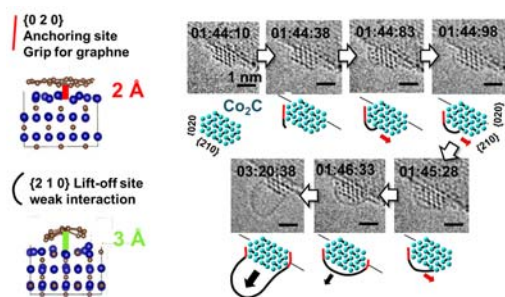 {0 2 0}
Anchoring site
Grip for graphne
2 Å
{2 1 0} Lift-off site
weak interaction
3 Å
01:44:10
01:44:38
01:44:83
01:44:98
1 nm
Co₂C
{020}
{210}
{020}
{210}
03:20:38
01:46:33
01:45:28